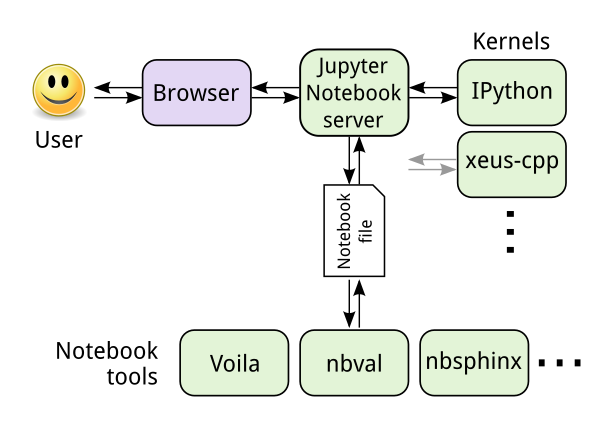 Kernels
User
Browser
Jupyter
Notebook
server
IPython
xeus-cpp
Notebook
file
Notebook
tools
Voila
nbval
nbsphinx